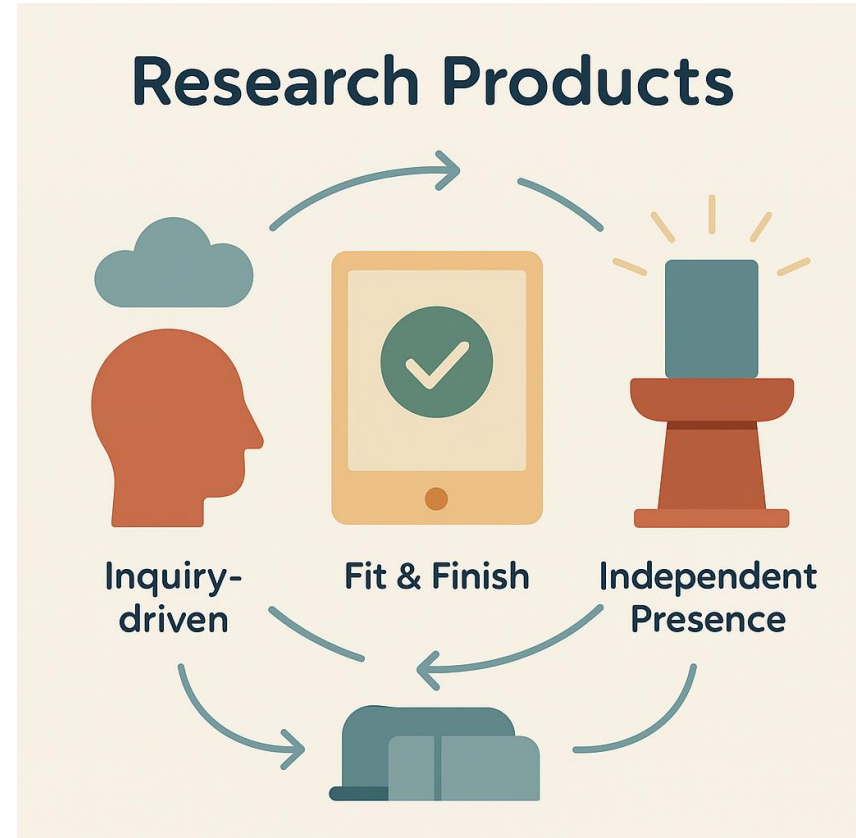 Research Products
Inquiry-
driven
Fit & Finish
Independent
Presence